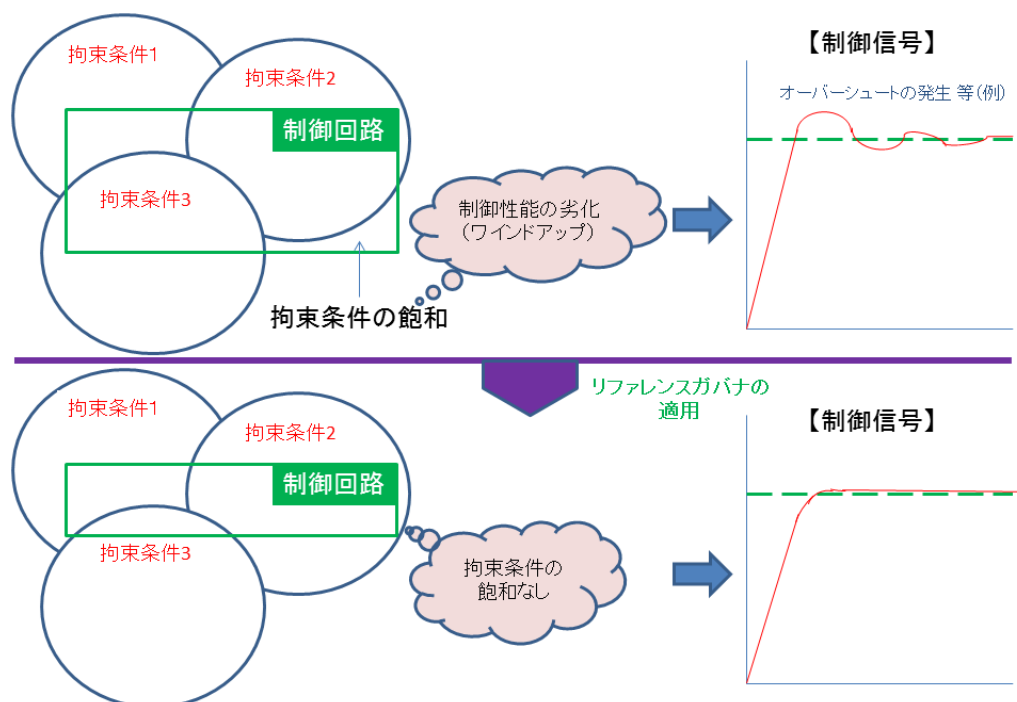 拘束条件1
拘束条件2
制御回路
拘束条件3
制御性能の劣化
（ワインドアップ）
拘束条件の飽和
【制御信号】
オーバーシュートの発生 等(例)
リファレンスガバナの
適用
拘束条件1
拘束条件2
制御回路
拘束条件3
拘束条件の
飽和なし
【制御信号】